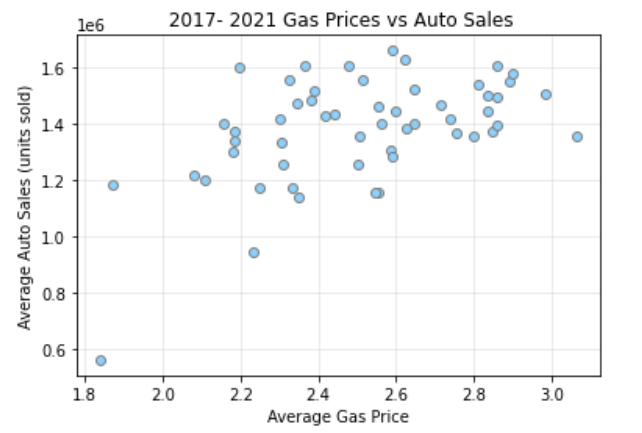 2017- 2021 Gas Prices vs Auto Sales
1e6
1.6
1.4
1.2
1.0
0.8
0.6
Average Auto Sales (units sold)
1.8 2.0 2.2 2.4 2.6 2.8 3.0
Average Gas Price